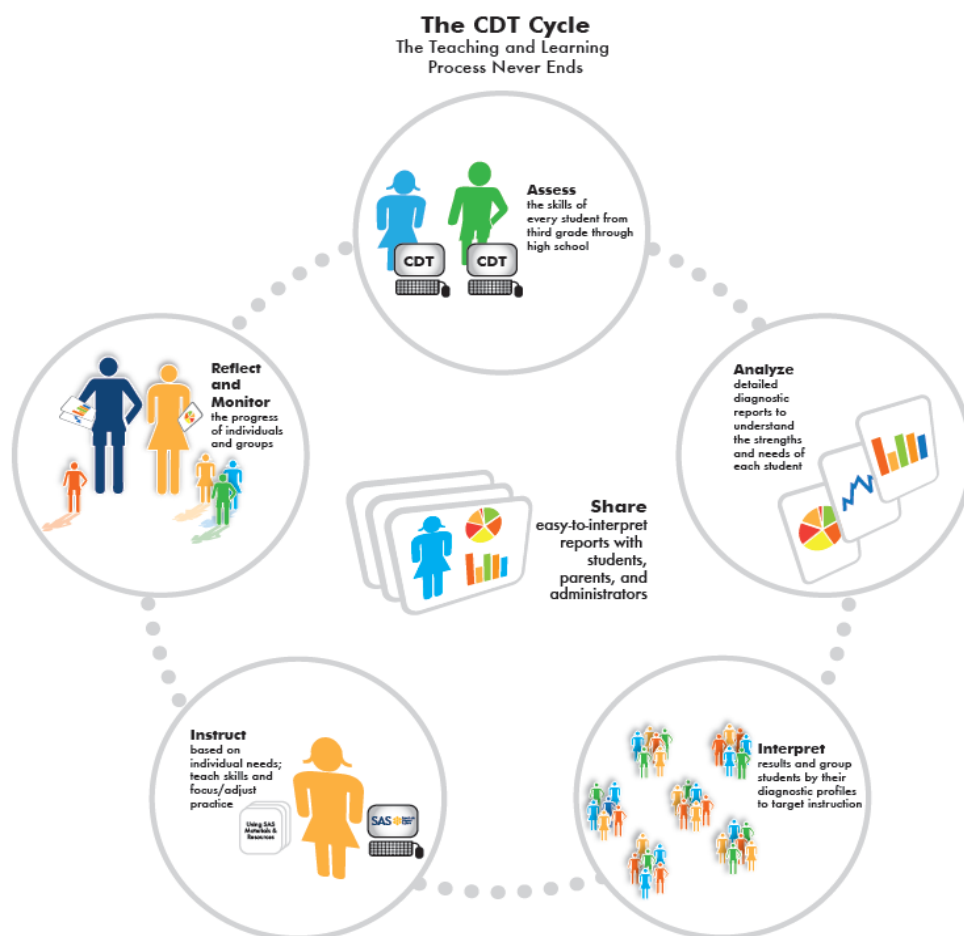 The CDT Cycle
The Teaching and Learning
Process Never Ends
Assess
the skills of
every student from
third grade through
high school
CDT
CDT
Analyze
detailed
diagnostic
reports to
understand
the strengths
and needs of
each student
Interpret
results and group
students by their
diagnostic profiles
to target instruction
Instruct
based on
individual needs;
teach skills and
focus/adjust
practice
Using SAS
Materials &
Resources
SAS
Reflect
and
Monitor
the progress
of individuals
and groups
Share
easy-to-interpret
reports with
students,
parents, and
administrators